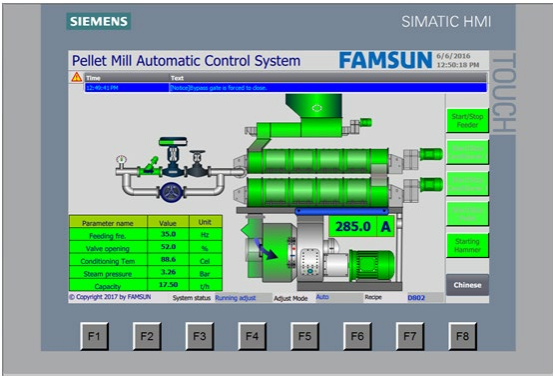 SIEMENS
SIMATIC HMI
TOUCH
Pellet Mill Automatic Control System
FAMSUN
6/6/2016
12:50:18 PM
Time Text
12:49:41 PM [Notice]Bypass gate is forced to close.
Start/Stop
Feeder
285.0 A
Starting
Hammer
Parameter name Value Unit
Feeding fre. 35.0 Hz
Valve opening 52.0 %
Conditioning Tem 88.6 Cel
Steam pressure 3.26 Bar
Capacity 17.50 t/h
Chinese
© Copyright 2017 by FAMSUN System status Running adjust Adjust Mode Auto Recipe D802
F1 F2 F3 F4 F5 F6 F7 F8